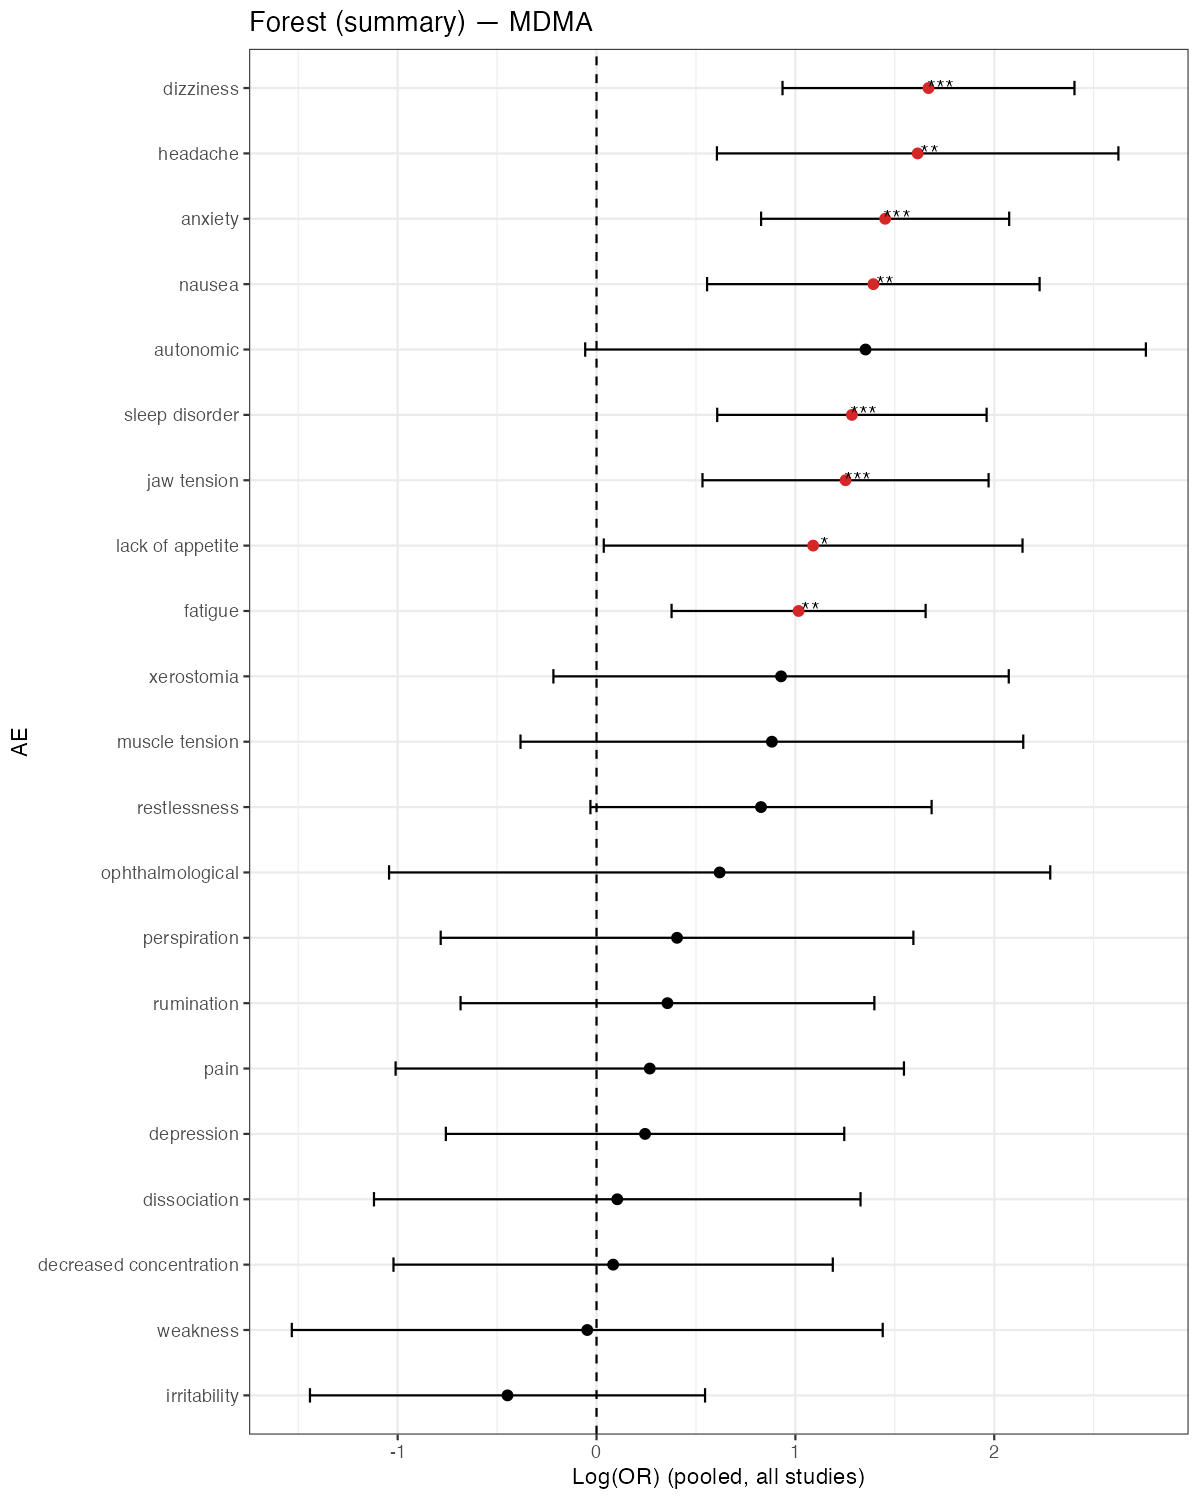 Forest (summary) — MDMA
dizziness
***
headache
**
anxiety
***
nausea
**
autonomic
sleep disorder
***
jaw tension
***
lack of appetite
*
fatigue
**
xerostomia
muscle tension
restlessness
ophthalmological
perspiration
rumination
pain
depression
dissociation
decreased concentration
weakness
irritability
AE
-1 0 1 2
Log(OR) (pooled, all studies)